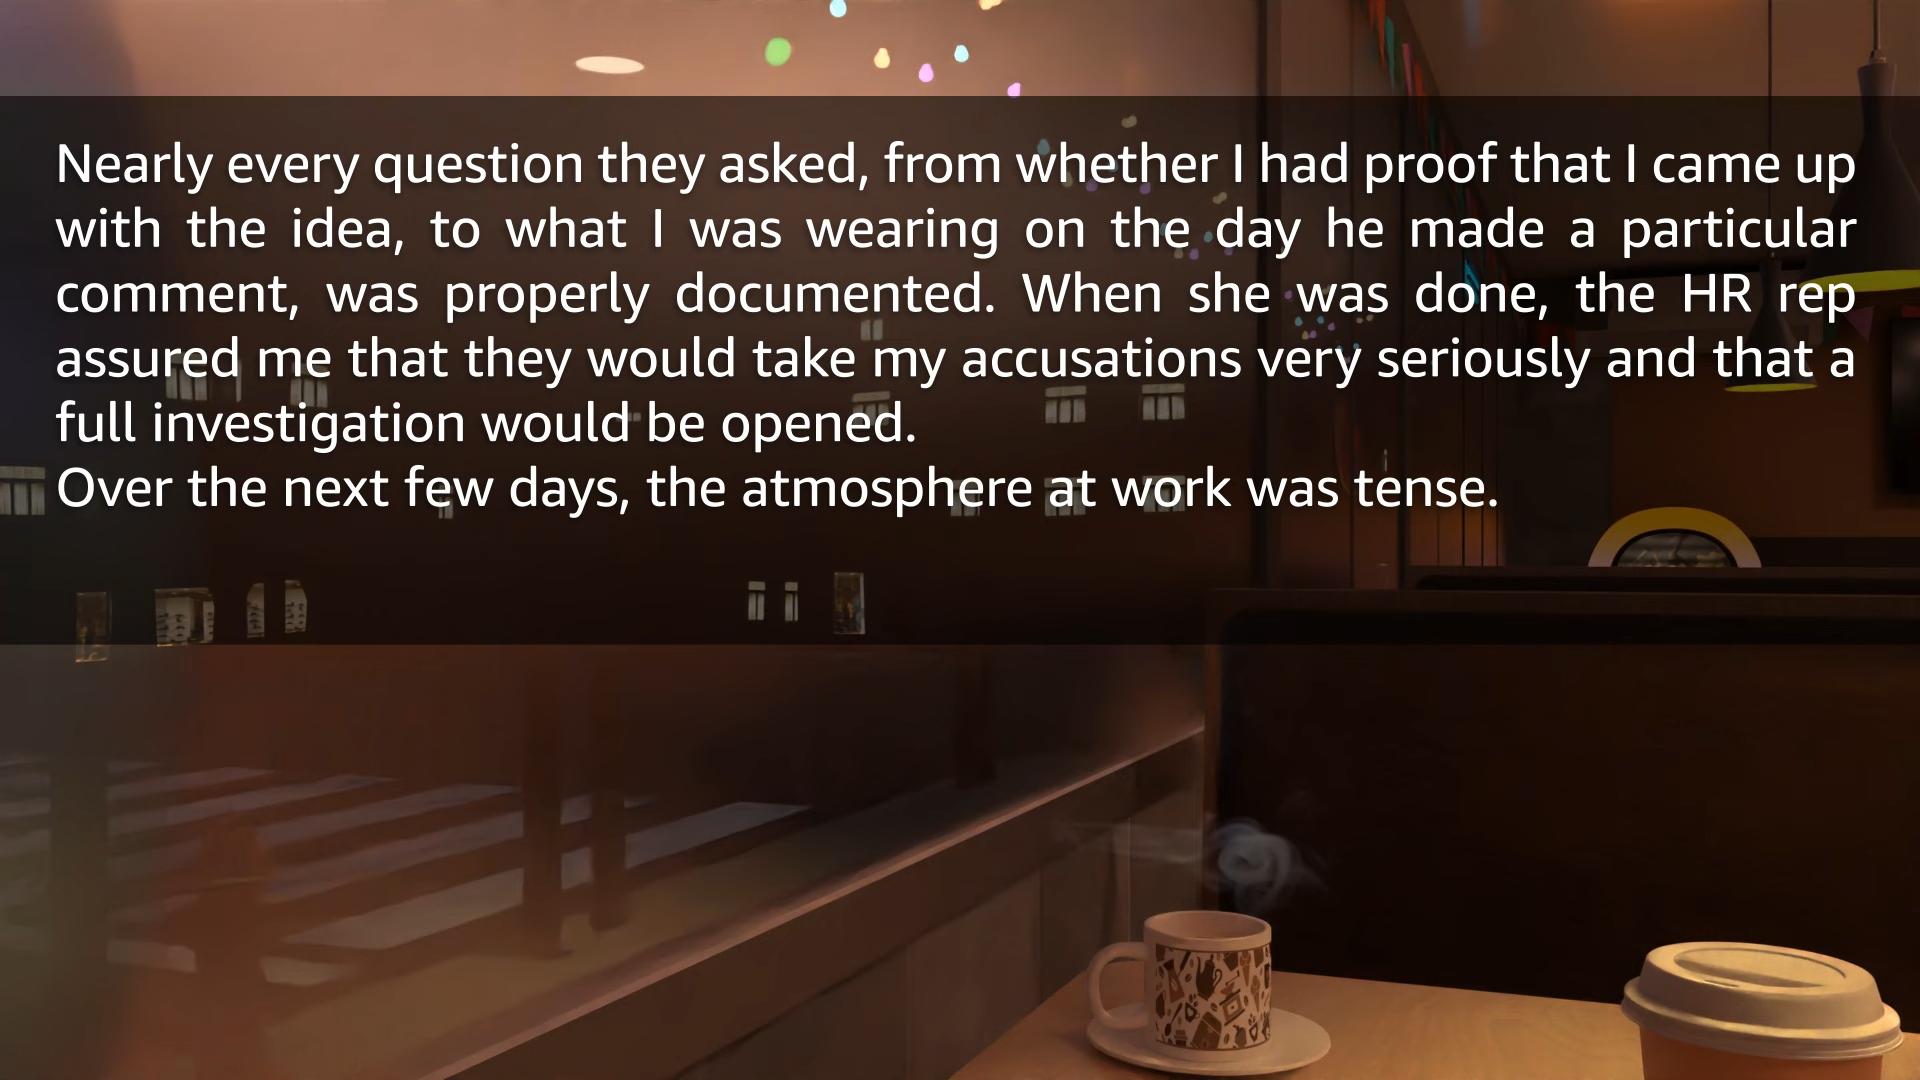 Nearly every question they asked, from whether I had proof that I came up
with the idea, to what I was wearing on the day he made a particular
comment, was properly documented. When she was done, the HR rep
assured me that they would take my accusations very seriously and that a
full investigation would be opened.
Over the next few days, the atmosphere at work was tense.